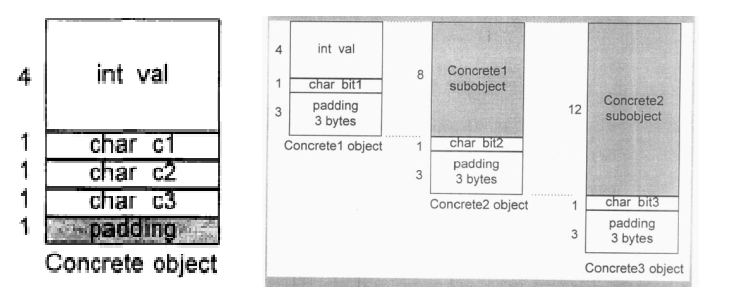 4
int val
1
char c1
1
char c2
1
char c3
1
padding
Concrete object
4
int val
1
char bit1
3
padding
3 bytes
Concrete1 object
8
Concrete1
subobject
1
char bit2
3
padding
3 bytes
Concrete2 object
12
Concrete2
subobject
1
char bit3
3
padding
3 bytes
Concrete3 object